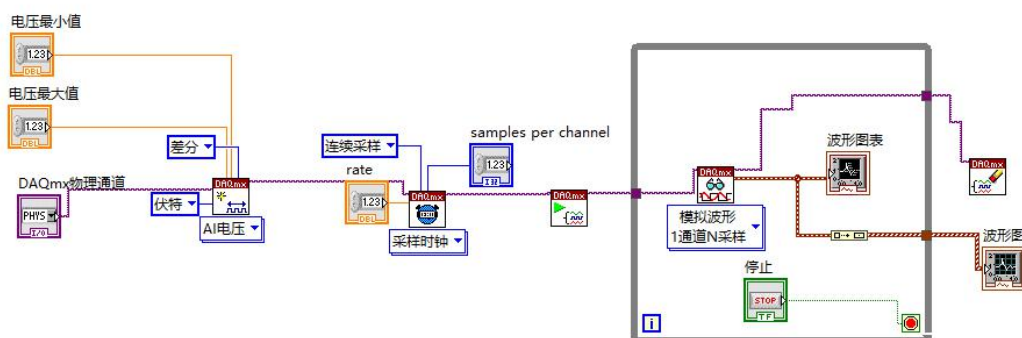 电压最小值
1.23
DBL
电压最大值
1.23
DBL
差分
连续采样
samples per channel
1.23
I32
rate
1.23
DBL
DAQmx物理通道
PHYS
I/O
伏特
DAQmx
AI电压
DAQmx
采样时钟
DAQmx
DAQmx
模拟波形
1通道N采样
波形图表
DAQmx
波形图
停止
STOP
TF
i